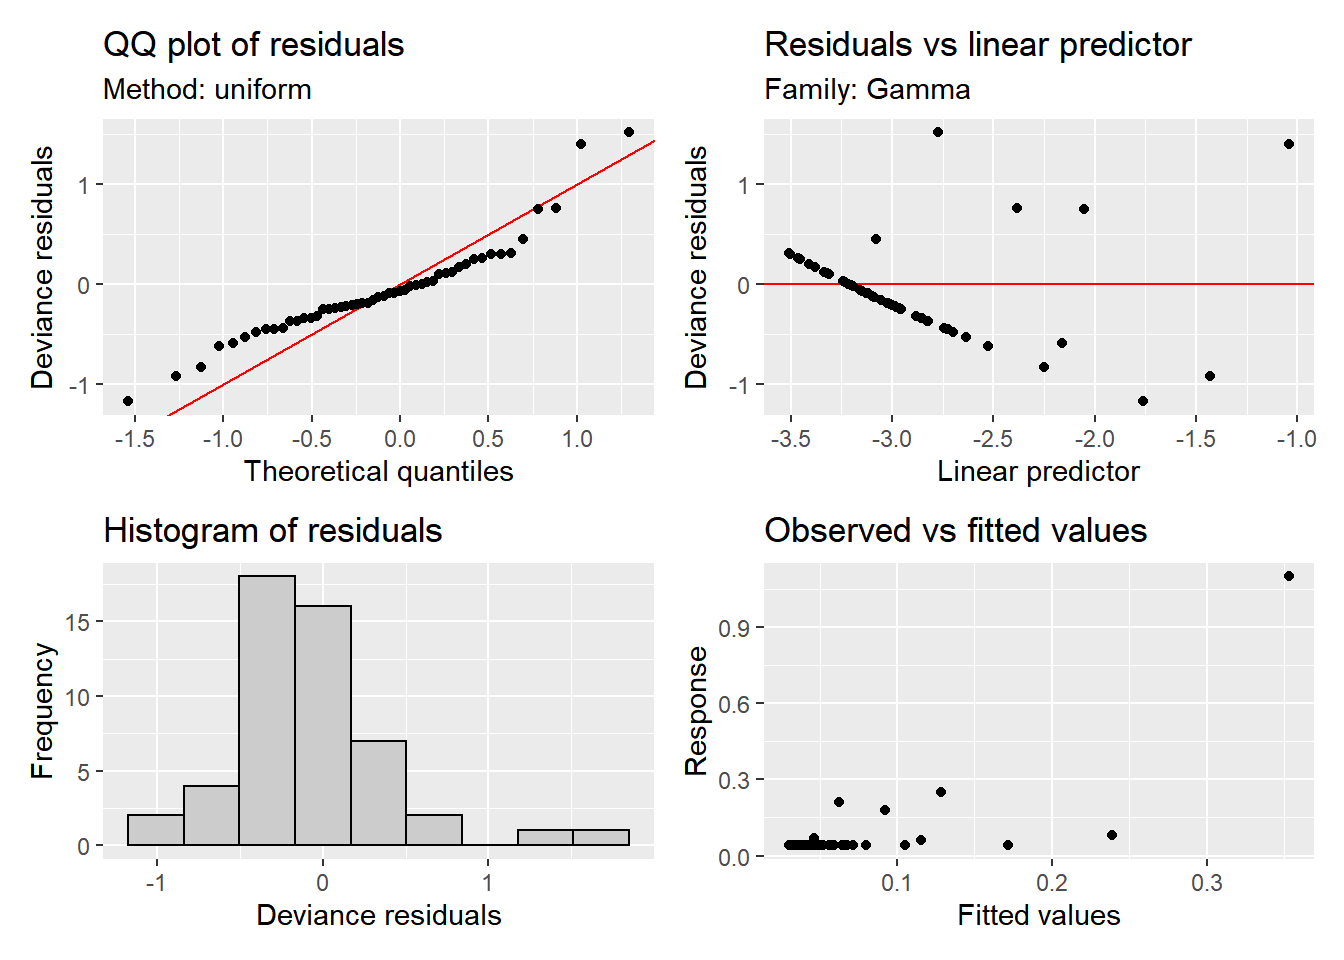 QQ plot of residuals
Method: uniform
Deviance residuals
1
0
-1
-1.5 -1.0 -0.5 0.0 0.5 1.0
Theoretical quantiles
Residuals vs linear predictor
Family: Gamma
Deviance residuals
1
0
-1
-3.5 -3.0 -2.5 -2.0 -1.5 -1.0
Linear predictor
Histogram of residuals
Frequency
15
10
5
0
-1 0 1
Deviance residuals
Observed vs fitted values
Response
0.9
0.6
0.3
0.0
0.1 0.2 0.3
Fitted values